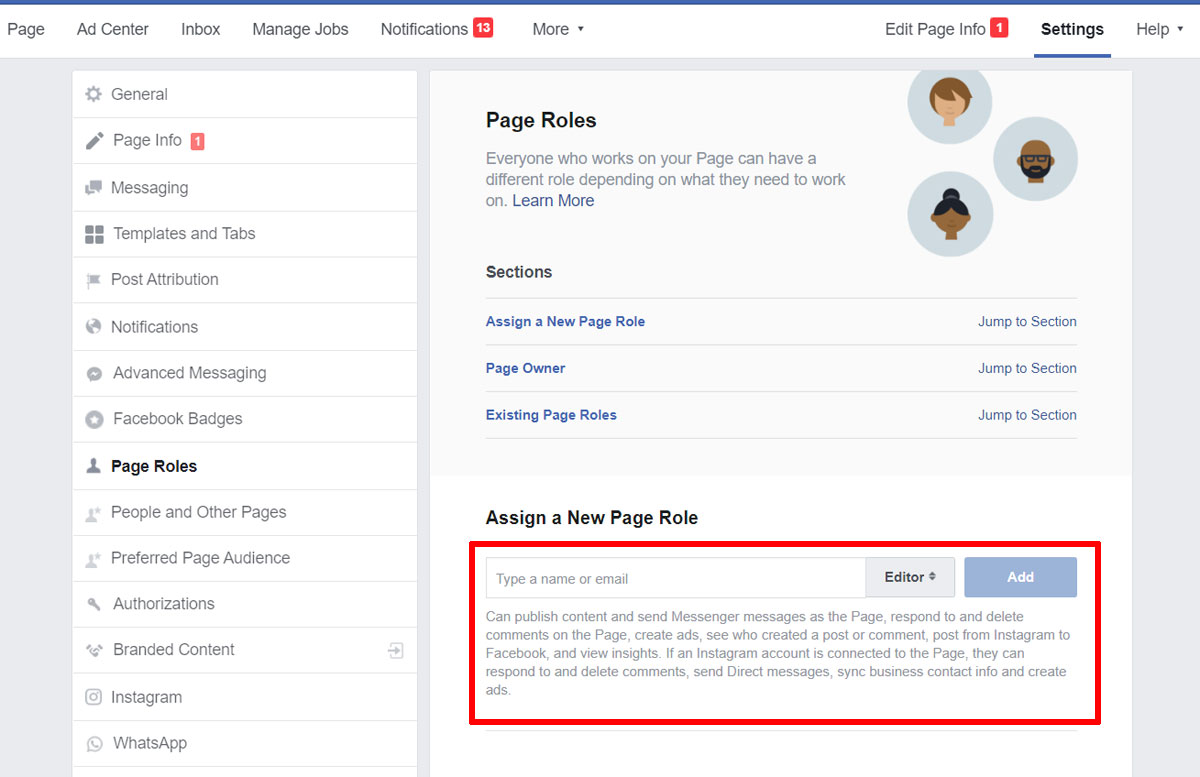 Page Ad Center Inbox Manage Jobs Notifications 13 More Edit Page Info 1 Settings Help
General
Page Info 1
Messaging
Templates and Tabs
Post Attribution
Notifications
Advanced Messaging
Facebook Badges
Page Roles
People and Other Pages
Preferred Page Audience
Authorizations
Branded Content
Instagram
WhatsApp
Page Roles
Everyone who works on your Page can have a
different role depending on what they need to work
on. Learn More
Sections
Assign a New Page Role Jump to Section
Page Owner Jump to Section
Existing Page Roles Jump to Section
Assign a New Page Role
Type a name or email Editor Add
Can publish content and send Messenger messages as the Page, respond to and delete
comments on the Page, create ads, see who created a post or comment, post from Instagram to
Facebook, and view insights. If an Instagram account is connected to the Page, they can
respond to and delete comments, send Direct messages, sync business contact info and create
ads.